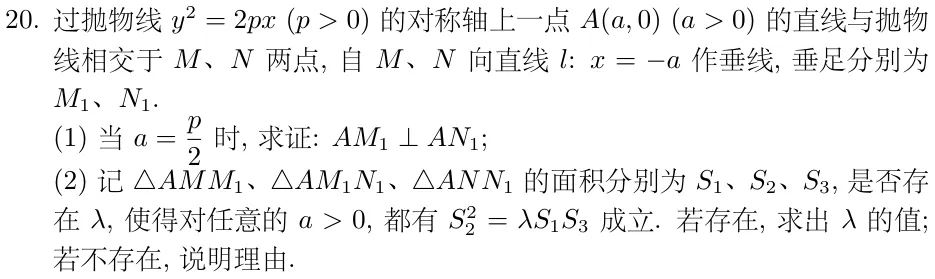 20. 过抛物线 y² = 2px (p > 0) 的对称轴上一点 A(a, 0) (a > 0) 的直线与抛物
线相交于 M、N 两点, 自 M、N 向直线 l: x = −a 作垂线, 垂足分别为
M₁、N₁.
(1) 当 a = p/2 时, 求证: AM₁ ⊥ AN₁;
(2) 记 △AMM₁、△AM₁N₁、△ANN₁ 的面积分别为 S₁、S₂、S₃, 是否存
在 λ, 使得对任意的 a > 0, 都有 S₂² = λS₁S₃ 成立. 若存在, 求出 λ 的值;
若不存在, 说明理由.